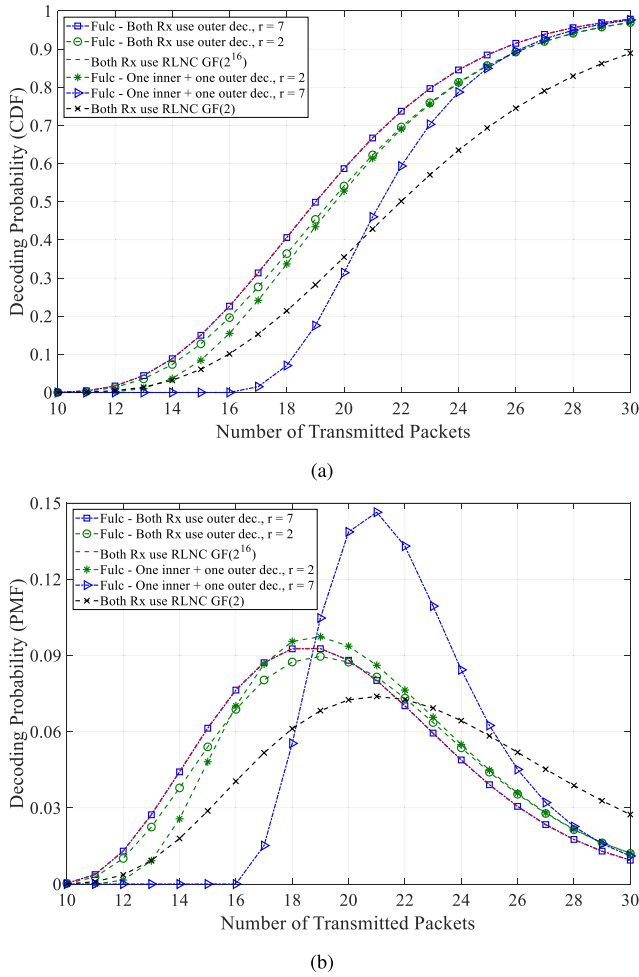 1
0.9
0.8
0.7
0.6
0.5
0.4
0.3
0.2
0.1
0
Decoding Probability (CDF)
Fulc - Both Rx use outer dec., r = 7
Fulc - Both Rx use outer dec., r = 2
Both Rx use RLNC GF(2^16)
Fulc - One inner + one outer dec., r = 2
Fulc - One inner + one outer dec., r = 7
Both Rx use RLNC GF(2)
10 12 14 16 18 20 22 24 26 28 30
Number of Transmitted Packets
(a)
0.15
0.12
0.09
0.06
0.03
0
Decoding Probability (PMF)
Fulc - Both Rx use outer dec., r = 7
Fulc - Both Rx use outer dec., r = 2
Both Rx use RLNC GF(2^16)
Fulc - One inner + one outer dec., r = 2
Fulc - One inner + one outer dec., r = 7
Both Rx use RLNC GF(2)
10 12 14 16 18 20 22 24 26 28 30
Number of Transmitted Packets
(b)